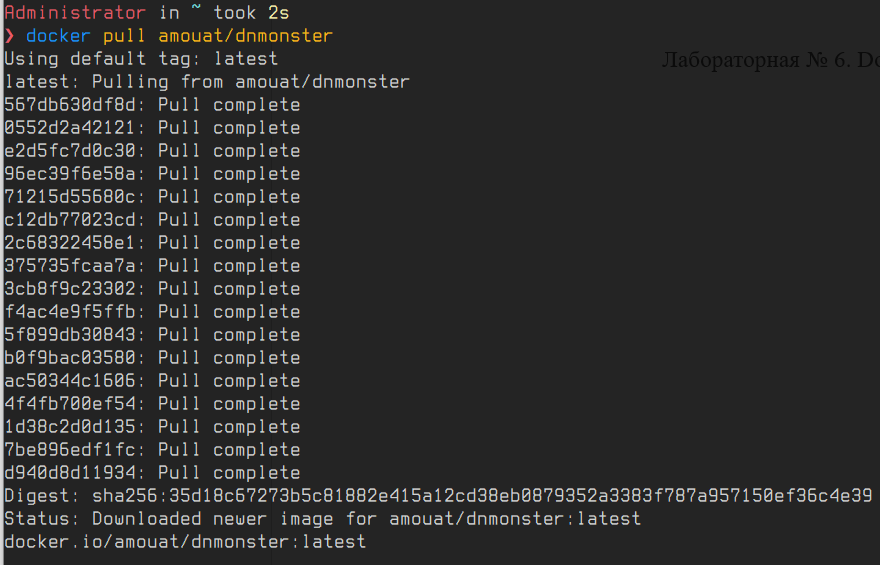 Administrator in ~ took 2s
❯ docker pull amouat/dnmonster
Using default tag: latest
Лабораторная № 6. Do
latest: Pulling from amouat/dnmonster
567db630df8d: Pull complete
0552d2a42121: Pull complete
e2d5fc7d0c30: Pull complete
96ec39f6e58a: Pull complete
71215d55680c: Pull complete
c12db77023cd: Pull complete
2c68322458e1: Pull complete
375735fcaa7a: Pull complete
3cb8f9c23302: Pull complete
f4ac4e9f5ffb: Pull complete
5f899db30843: Pull complete
b0f9bac03580: Pull complete
ac50344c1606: Pull complete
4f4fb700ef54: Pull complete
1d38c2d0d135: Pull complete
7be896edf1fc: Pull complete
d940d8d11934: Pull complete
Digest: sha256:35d18c67273b5c81882e415a12cd38eb0879352a3383f787a957150ef36c4e39
Status: Downloaded newer image for amouat/dnmonster:latest
docker.io/amouat/dnmonster:latest